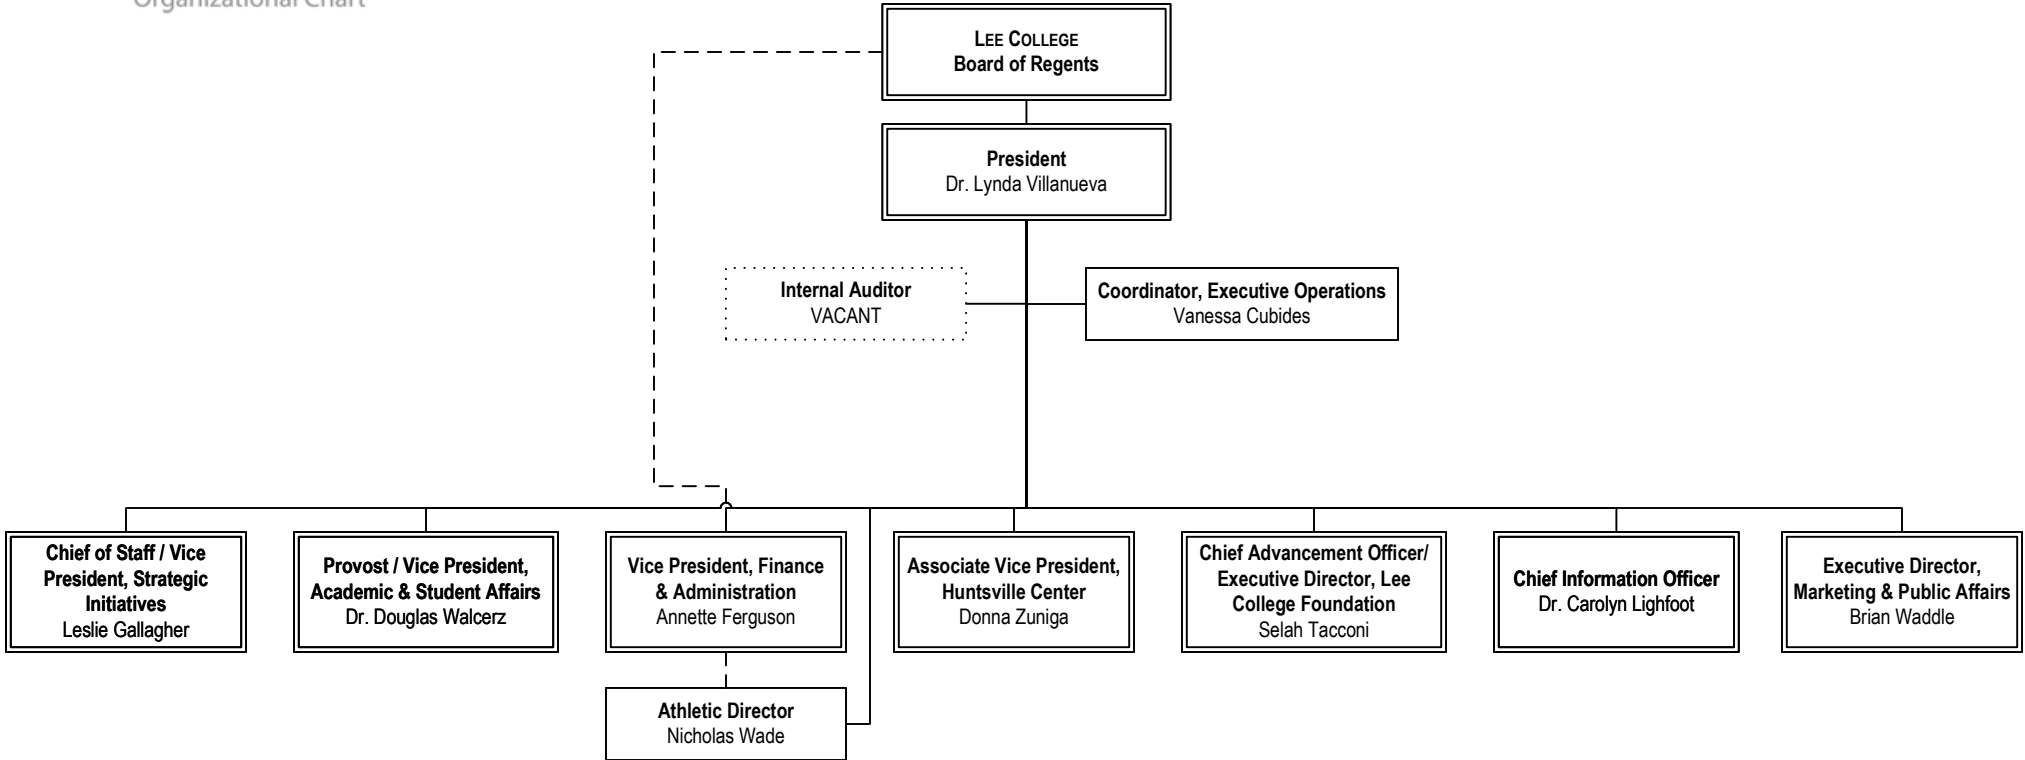 Organizational Chart
LEE COLLEGE
Board of Regents
President
Dr. Lynda Villanueva
Internal Auditor
VACANT
Coordinator, Executive Operations
Vanessa Cubides
Chief of Staff / Vice
President, Strategic
Initiatives
Leslie Gallagher
Provost / Vice President,
Academic & Student Affairs
Dr. Douglas Walcerz
Vice President, Finance
& Administration
Annette Ferguson
Associate Vice President,
Huntsville Center
Donna Zuniga
Chief Advancement Officer/
Executive Director, Lee
College Foundation
Selah Tacconi
Chief Information Officer
Dr. Carolyn Lighfoot
Executive Director,
Marketing & Public Affairs
Brian Waddle
Athletic Director
Nicholas Wade